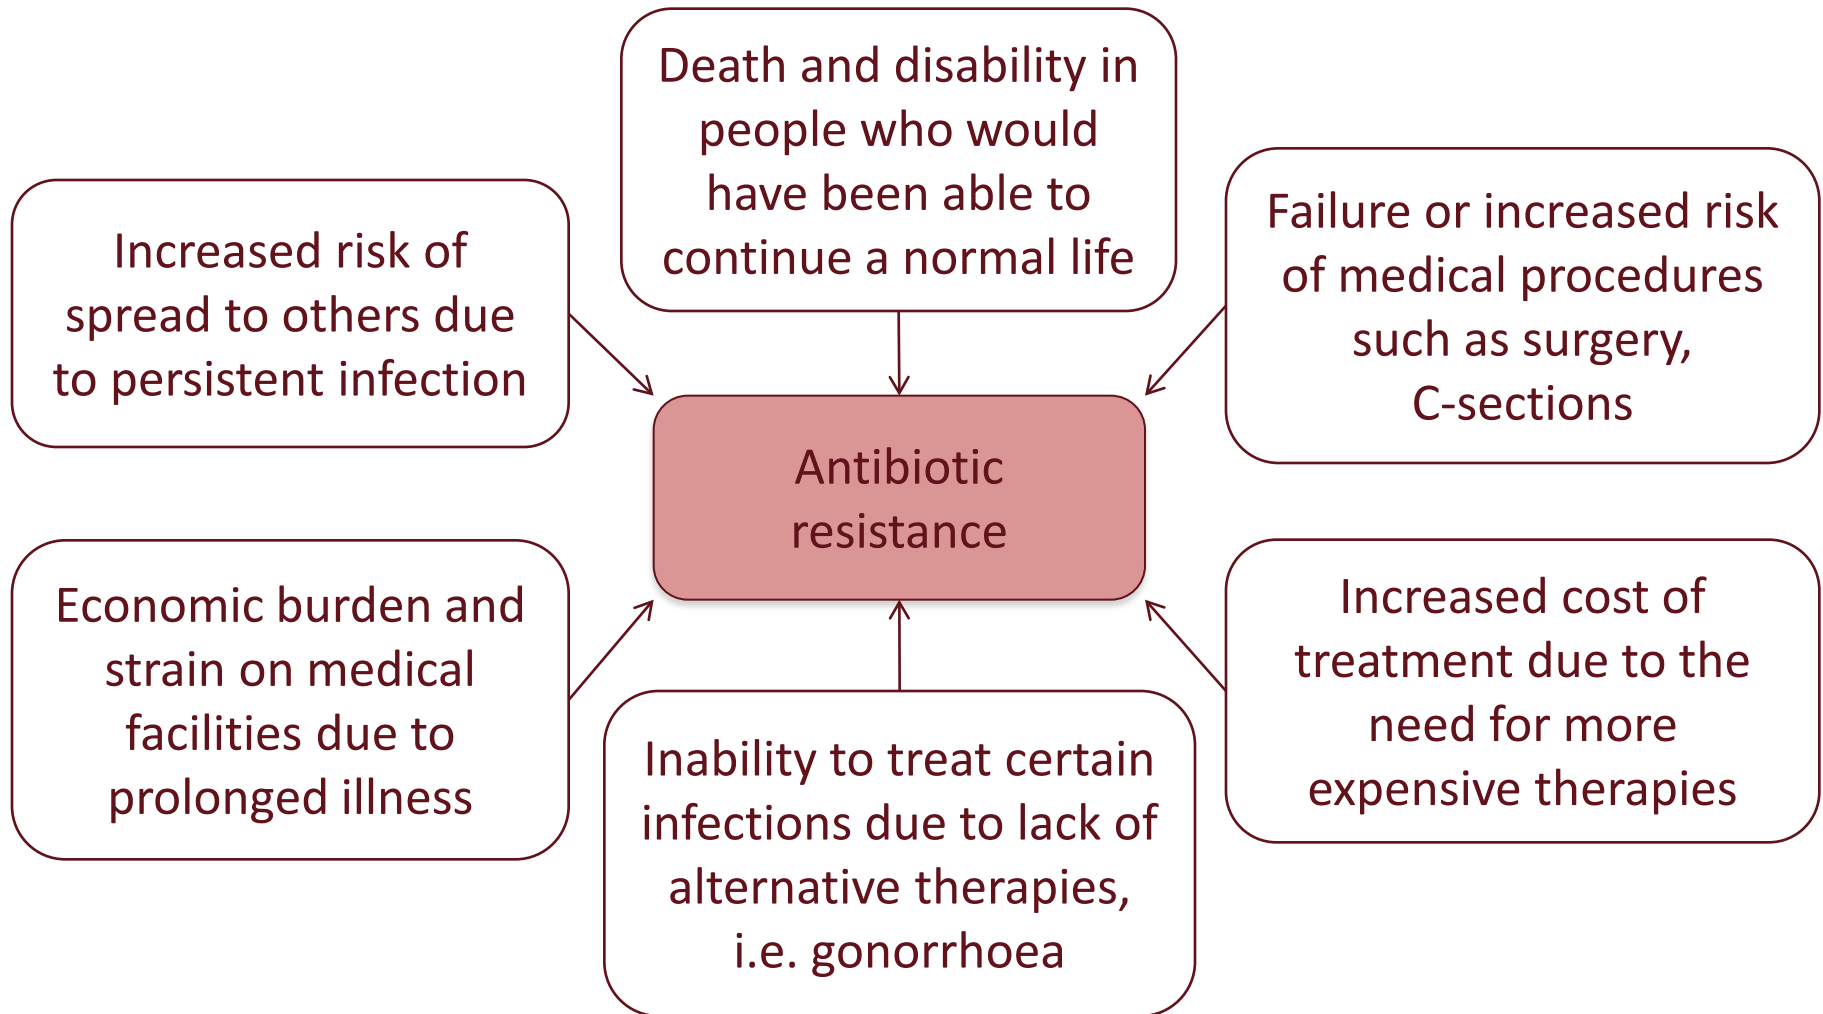 Death and disability in
people who would
have been able to
continue a normal life
Increased risk of
spread to others due
to persistent infection
Failure or increased risk
of medical procedures
such as surgery,
C-sections
Antibiotic
resistance
Economic burden and
strain on medical
facilities due to
prolonged illness
Inability to treat certain
infections due to lack of
alternative therapies,
i.e. gonorrhoea
Increased cost of
treatment due to the
need for more
expensive therapies